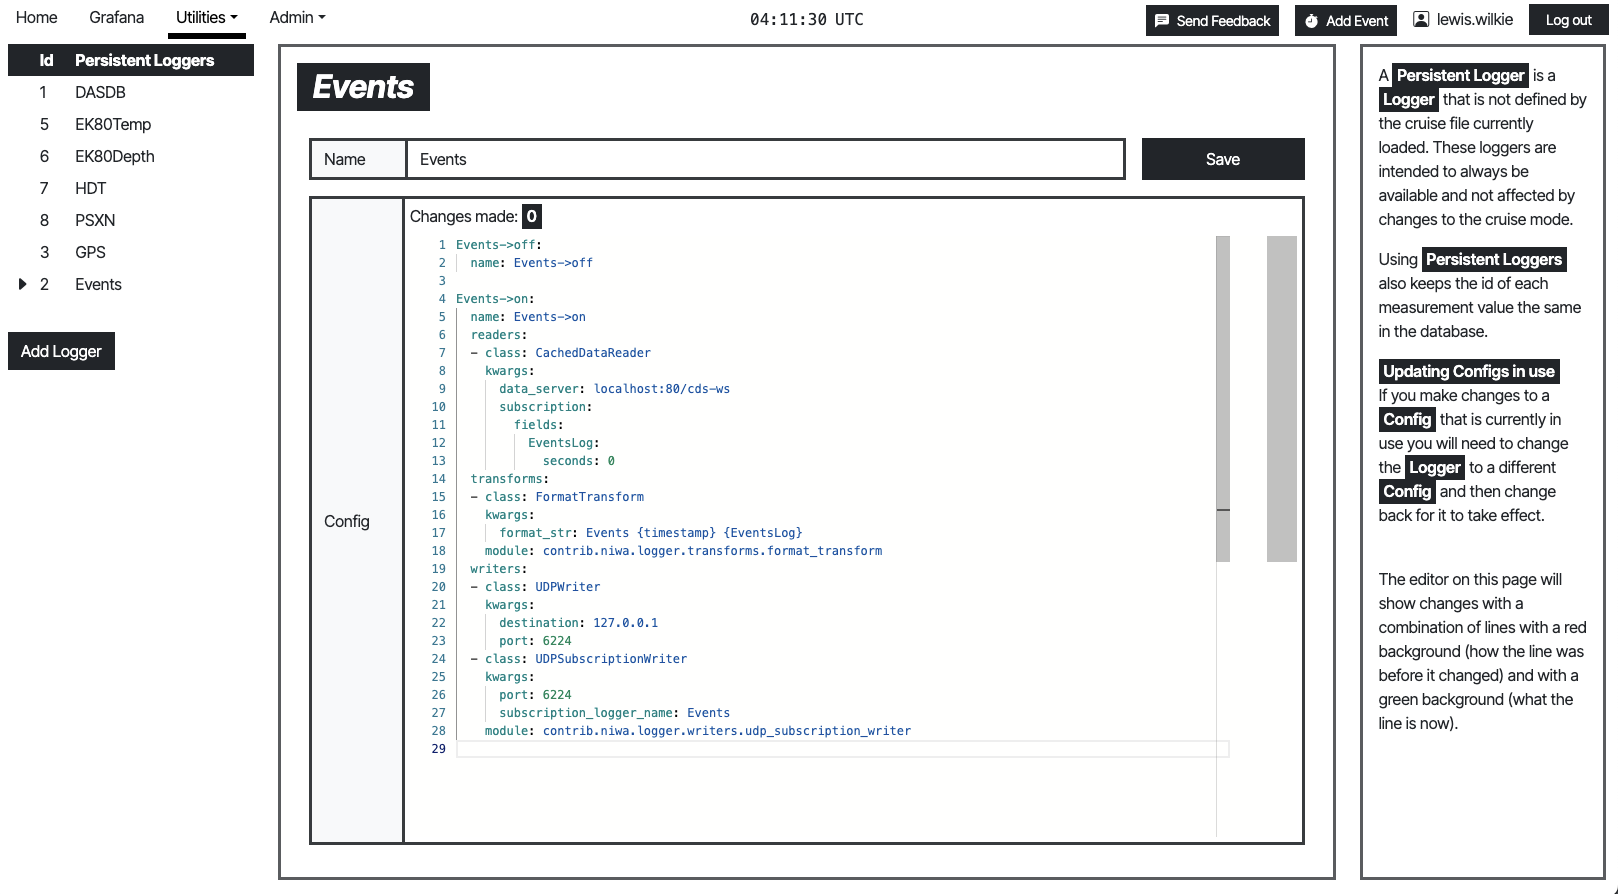 Home Grafana Utilities Admin 04:11:30 UTC Send Feedback Add Event lewis.wilkie Log out
Id Persistent Loggers
1 DASDB
5 EK80Temp
6 EK80Depth
7 HDT
8 PSXN
3 GPS
2 Events
Add Logger
Events
Name Events Save
Config
Changes made: 0
1 Events->off:
2 name: Events->off
3
4 Events->on:
5 name: Events->on
6 readers:
7 - class: CachedDataReader
8 kwargs:
9 data_server: localhost:80/cds-ws
10 subscription:
11 fields:
12 EventsLog:
13 seconds: 0
14 transforms:
15 - class: FormatTransform
16 kwargs:
17 format_str: Events {timestamp} {EventsLog}
18 module: contrib.niwa.logger.transforms.format_transform
19 writers:
20 - class: UDPWriter
21 kwargs:
22 destination: 127.0.0.1
23 port: 6224
24 - class: UDPSubscriptionWriter
25 kwargs:
26 port: 6224
27 subscription_logger_name: Events
28 module: contrib.niwa.logger.writers.udp_subscription_writer
29
A Persistent Logger is a
Logger that is not defined by
the cruise file currently
loaded. These loggers are
intended to always be
available and not affected by
changes to the cruise mode.
Using Persistent Loggers
also keeps the id of each
measurement value the same
in the database.
Updating Configs in use
If you make changes to a
Config that is currently in
use you will need to change
the Logger to a different
Config and then change
back for it to take effect.
The editor on this page will
show changes with a
combination of lines with a red
background (how the line was
before it changed) and with a
green background (what the
line is now).